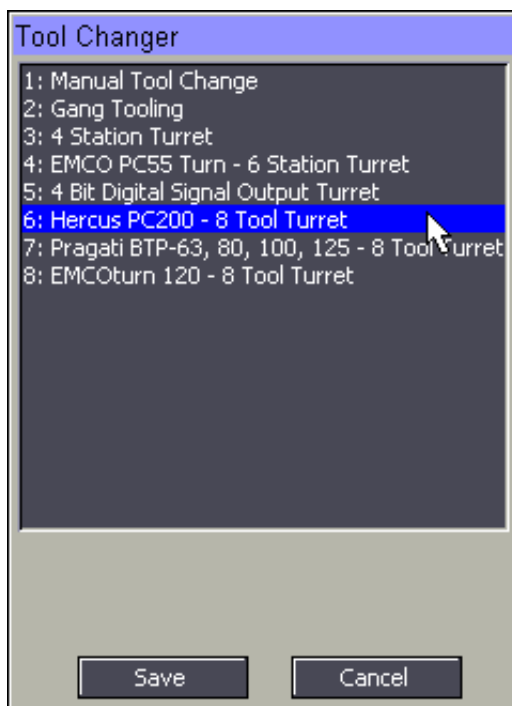 Tool Changer
1: Manual Tool Change
2: Gang Tooling
3: 4 Station Turret
4: EMCO PC55 Turn - 6 Station Turret
5: 4 Bit Digital Signal Output Turret
6: Hercus PC200 - 8 Tool Turret
7: Pragati BTP-63, 80, 100, 125 - 8 Tool Turret
8: EMCOturn 120 - 8 Tool Turret
Save
Cancel